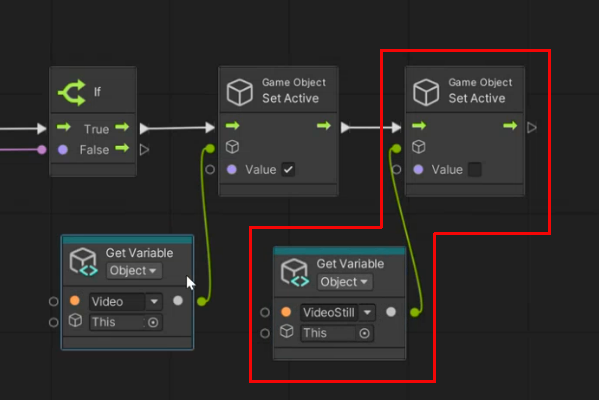 If
True
False
Game Object
Set Active
Value
Game Object
Set Active
Value
Get Variable
Object
Video
This
Get Variable
Object
VideoStill
This